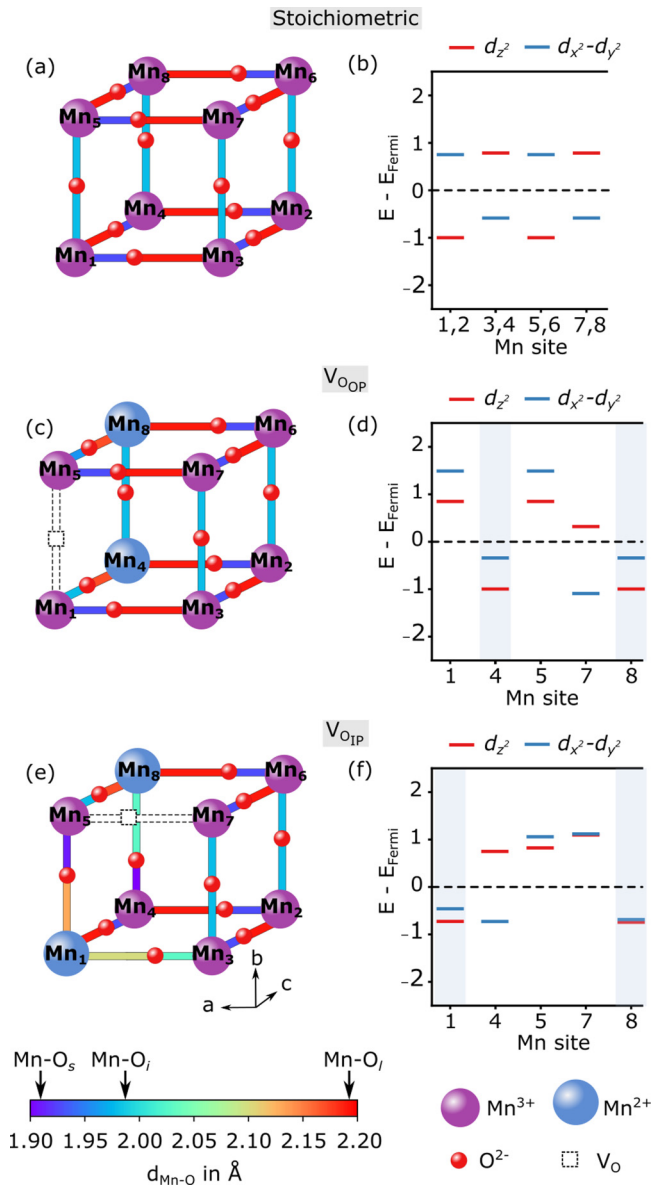 Stoichiometric
(a)
Mn8
Mn6
Mn5
Mn7
Mn4
Mn2
Mn1
Mn3
(b)
dz² dx²-dy²
E - EFermi
2
1
0
−1
−2
1,2 3,4 5,6 7,8
Mn site
VOOP
(c)
Mn8
Mn6
Mn5
Mn7
Mn4
Mn2
Mn1
Mn3
(d)
dz² dx²-dy²
E - EFermi
2
1
0
−1
−2
1 4 5 7 8
Mn site
VOIP
(e)
Mn8
Mn6
Mn5
Mn7
Mn4
Mn2
Mn1
Mn3
b
c
a
(f)
dz² dx²-dy²
E - EFermi
2
1
0
−1
−2
1 4 5 7 8
Mn site
Mn-Os Mn-Oi Mn-Ol
1.90 1.95 2.00 2.05 2.10 2.15 2.20
dMn-O in Å
Mn³⁺ Mn²⁺
O²⁻ VO